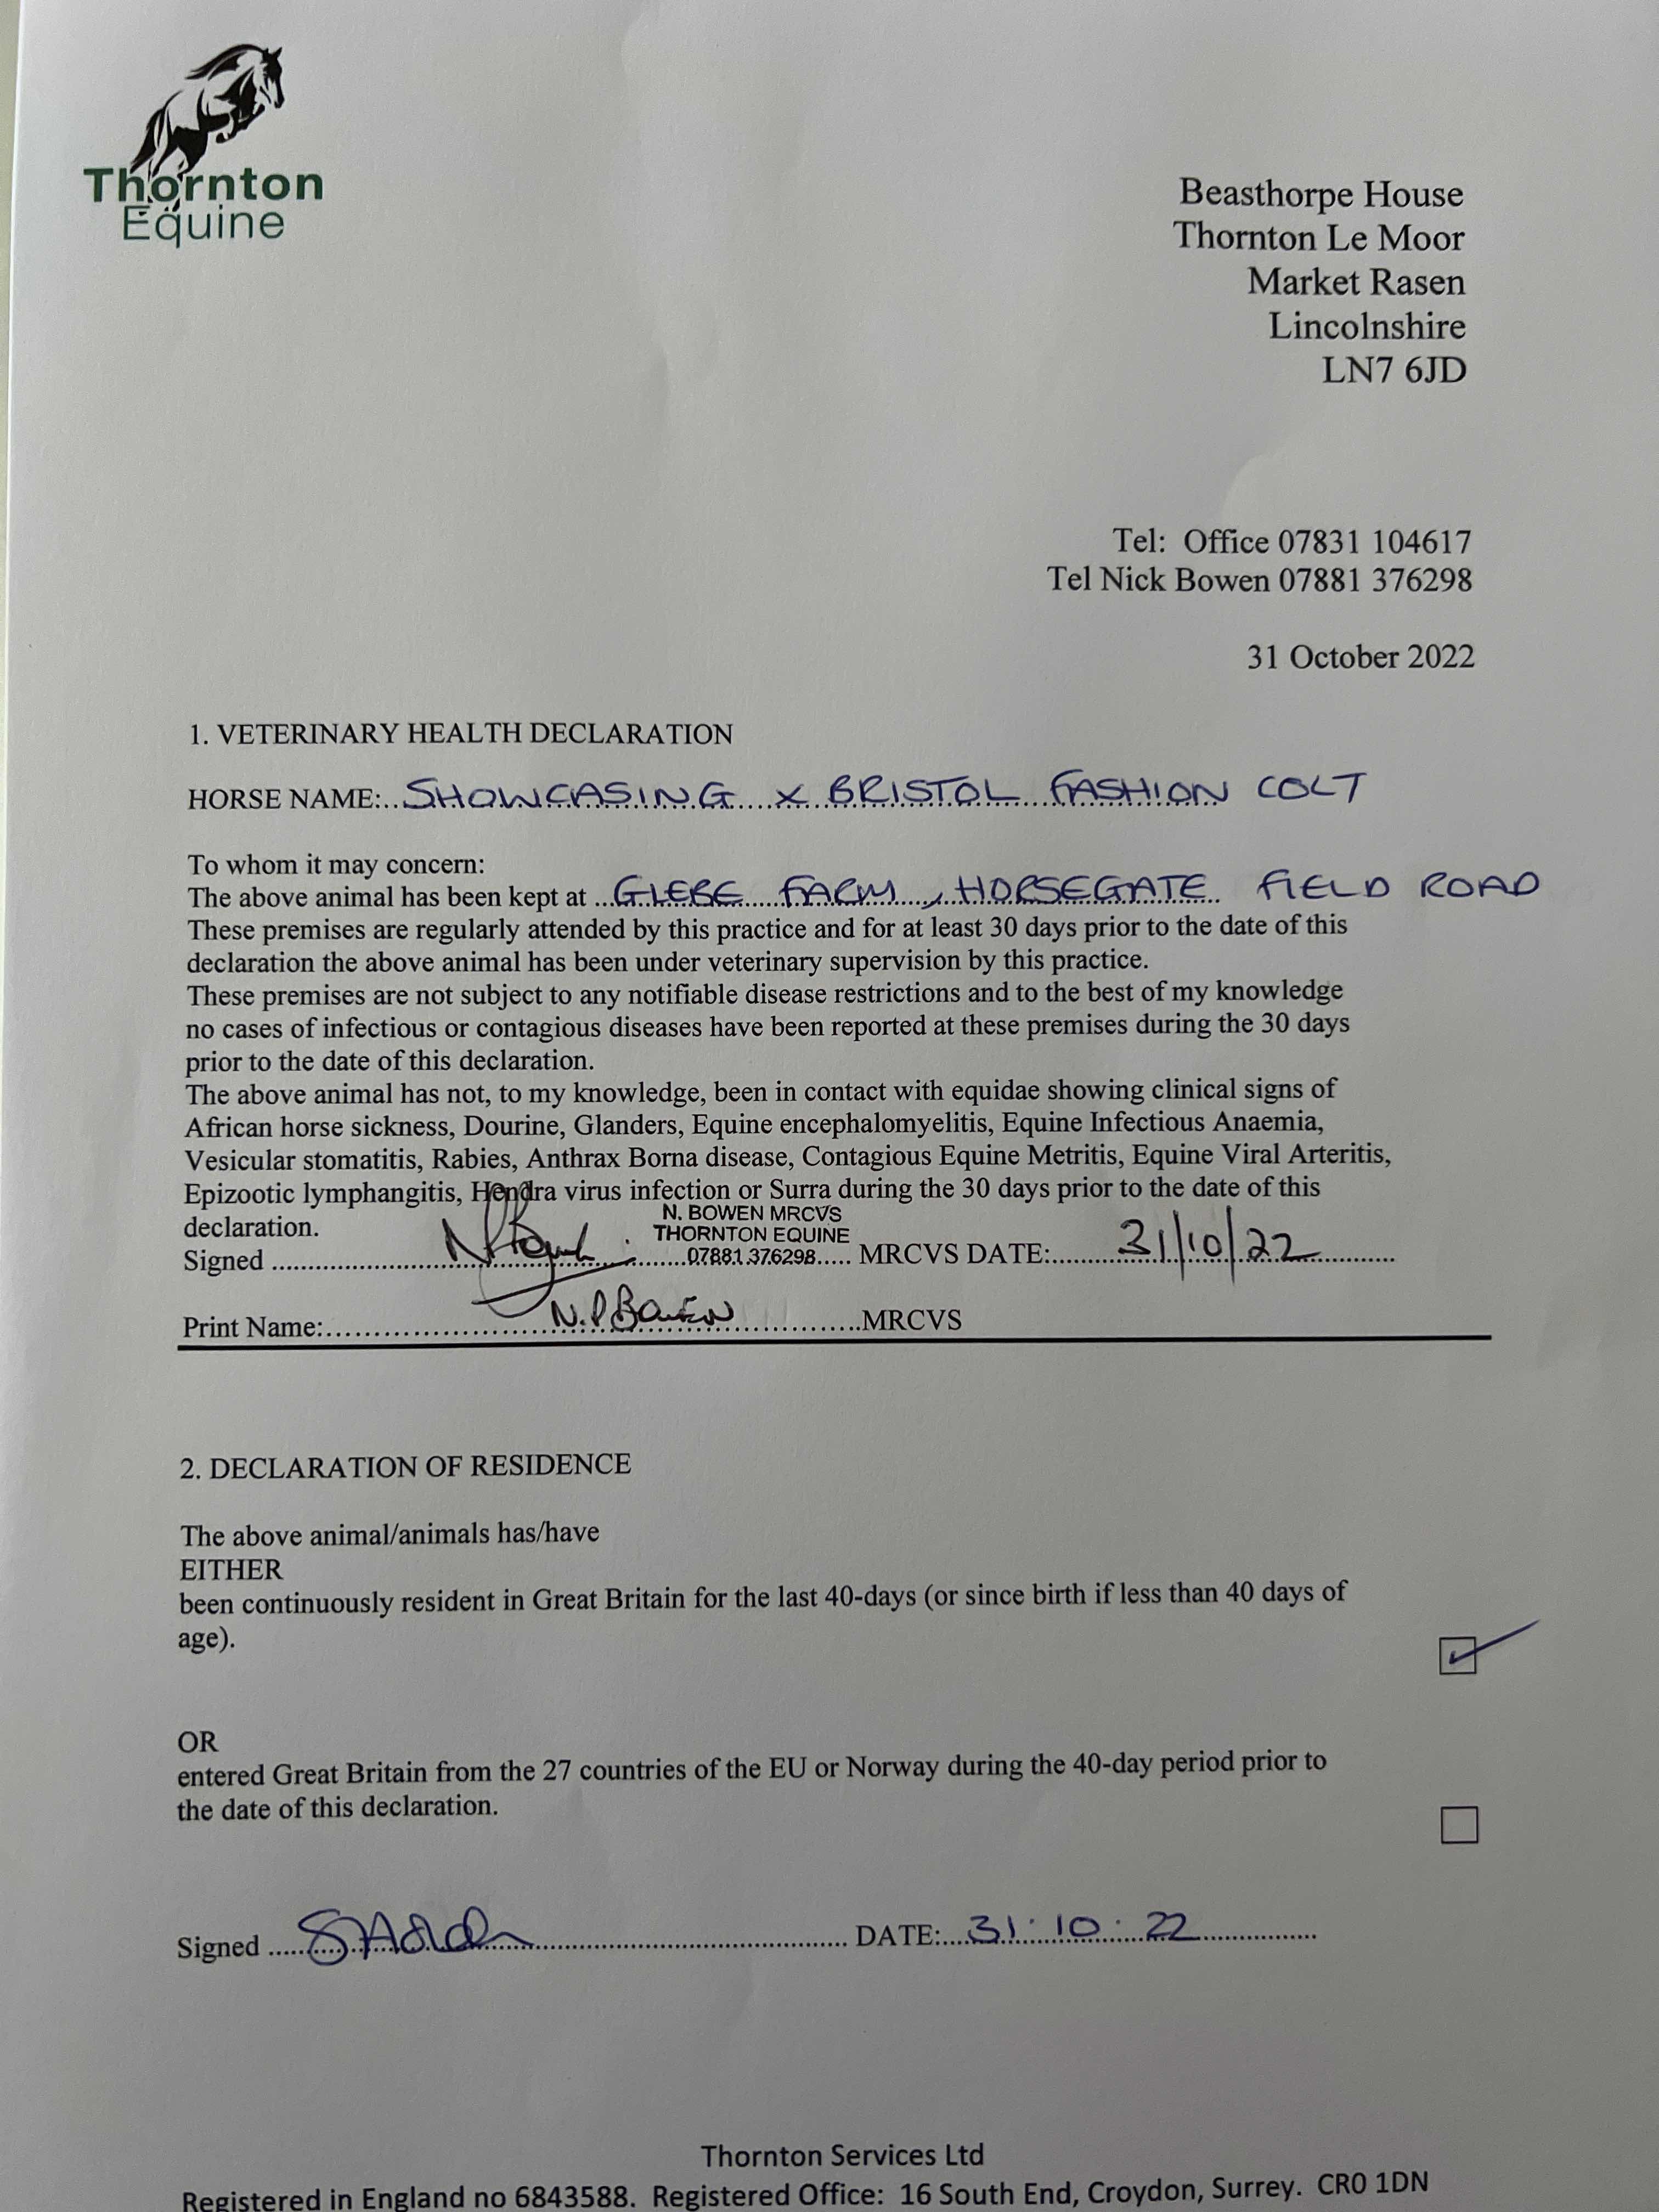 Thornton
Equine
Beasthorpe House
Thornton Le Moor
Market Rasen
Lincolnshire
LN7 6JD
Tel:  Office 07831 104617
Tel Nick Bowen 07881 376298
31 October 2022
1. VETERINARY HEALTH DECLARATION
HORSE NAME:..SHOWCASING x BRISTOL FASHION COLT
To whom it may concern:
The above animal has been kept at ...GLEBE FARM, HORSEGATE FIELD ROAD
These premises are regularly attended by this practice and for at least 30 days prior to the date of this
declaration the above animal has been under veterinary supervision by this practice.
These premises are not subject to any notifiable disease restrictions and to the best of my knowledge
no cases of infectious or contagious diseases have been reported at these premises during the 30 days
prior to the date of this declaration.
The above animal has not, to my knowledge, been in contact with equidae showing clinical signs of
African horse sickness, Dourine, Glanders, Equine encephalomyelitis, Equine Infectious Anaemia,
Vesicular stomatitis, Rabies, Anthrax Borna disease, Contagious Equine Metritis, Equine Viral Arteritis,
Epizootic lymphangitis, Hendra virus infection or Surra during the 30 days prior to the date of this
declaration.
N. BOWEN MRCVS
THORNTON EQUINE
Signed ........ 07881 376298..... MRCVS DATE:........31/10/22........
Print Name:........N.P BOWEN........MRCVS
2. DECLARATION OF RESIDENCE
The above animal/animals has/have
EITHER
been continuously resident in Great Britain for the last 40-days (or since birth if less than 40 days of
age).
OR
entered Great Britain from the 27 countries of the EU or Norway during the 40-day period prior to
the date of this declaration.
Signed ........ DATE:....31.10.22........
Thornton Services Ltd
Registered in England no 6843588.  Registered Office:  16 South End, Croydon, Surrey.  CR0 1DN